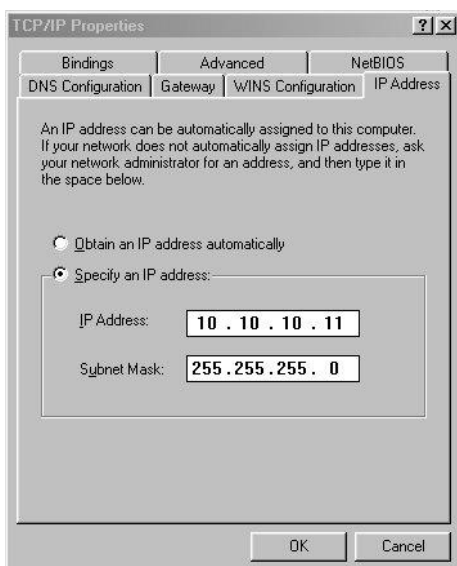 TCP/IP Properties
? ×
Bindings Advanced NetBIOS
DNS Configuration Gateway WINS Configuration IP Address
An IP address can be automatically assigned to this computer.
If your network does not automatically assign IP addresses, ask
your network administrator for an address, and then type it in
the space below.
Obtain an IP address automatically
Specify an IP address:
IP Address: 10 . 10 . 10 . 11
Subnet Mask: 255 . 255 . 255 . 0
OK Cancel